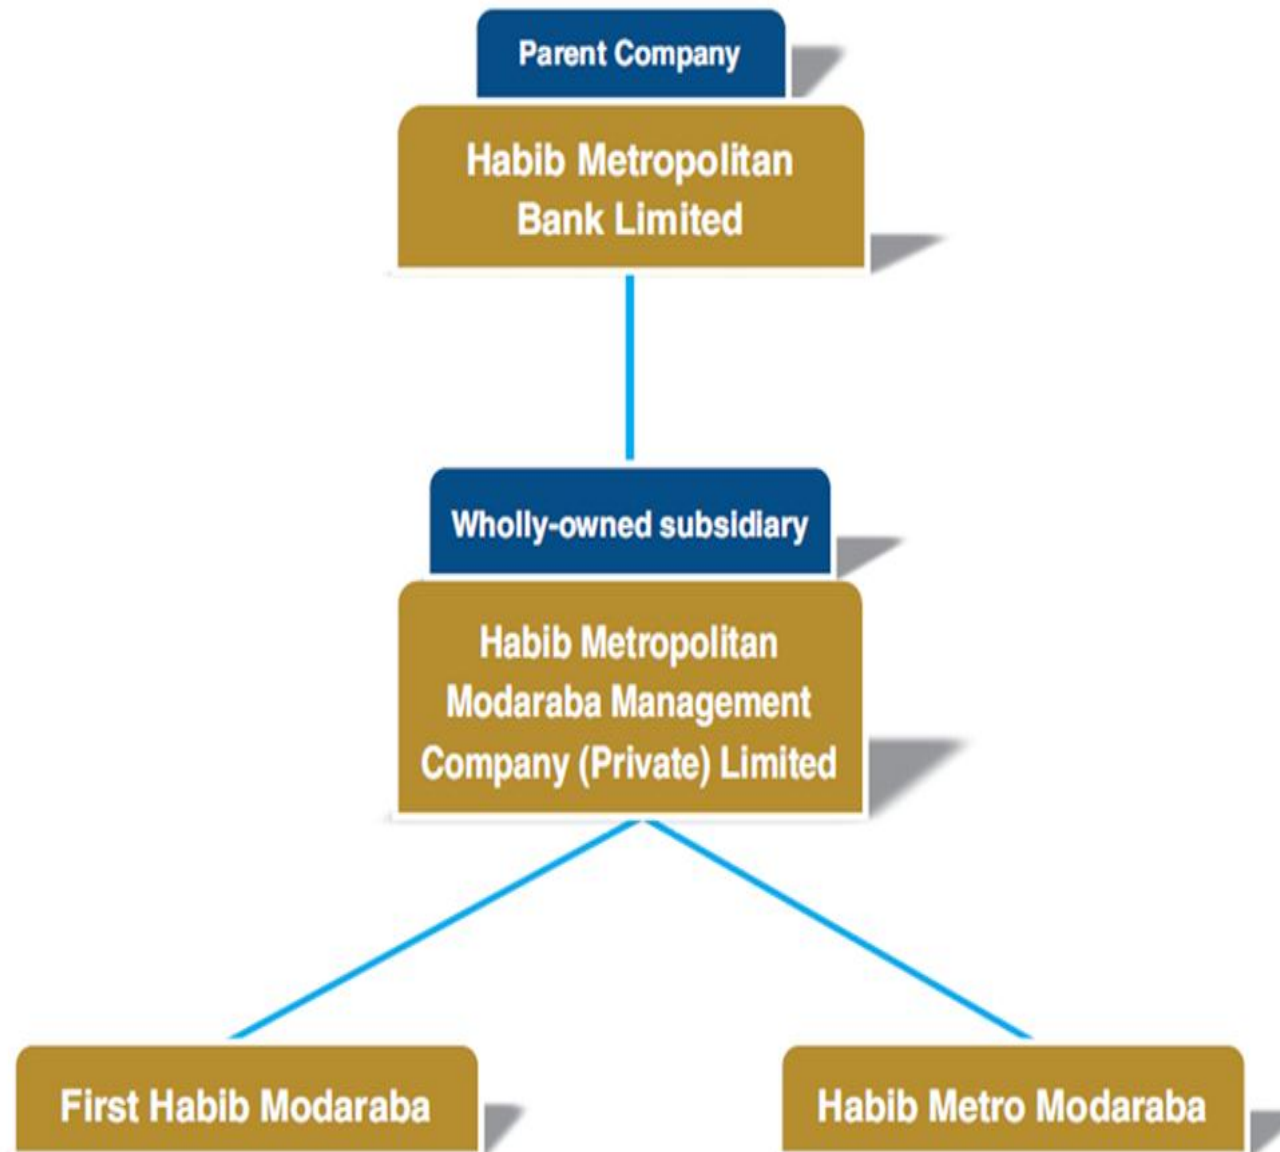 Parent Company
Habib Metropolitan
Bank Limited
Wholly-owned subsidiary
Habib Metropolitan
Modaraba Management
Company (Private) Limited
First Habib Modaraba
Habib Metro Modaraba